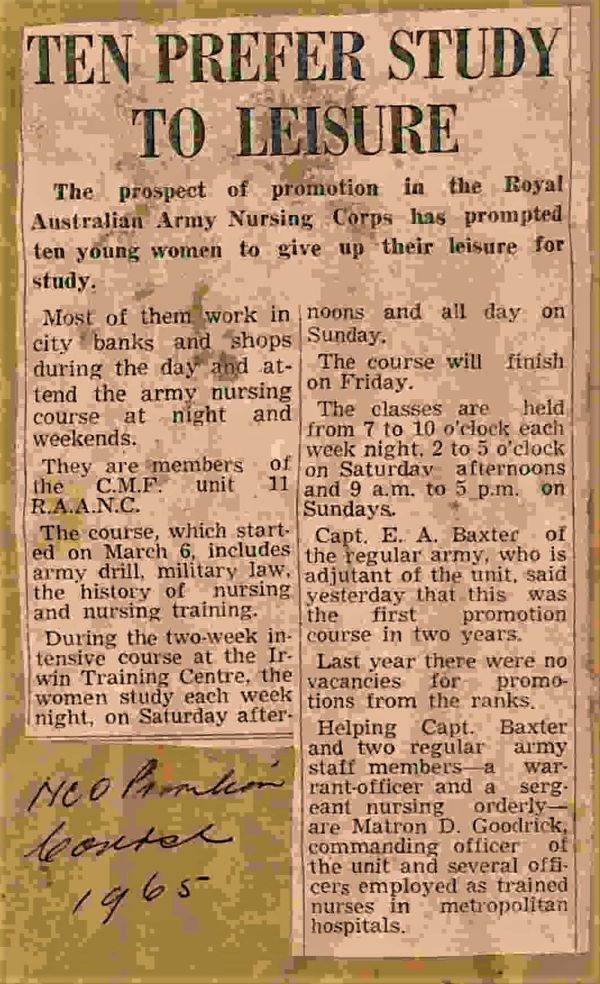 TEN PREFER STUDY
TO LEISURE
The prospect of promotion in the Royal
Australian Army Nursing Corps has prompted
ten young women to give up their leisure for
study.
Most of them work in
city banks and shops
during the day and at-
tend the army nursing
course at night and
weekends.
They are members of
the C.M.F. unit 11
R.A.A.N.C.
The course, which start-
ed on March 6, includes
army drill, military law,
the history of nursing
and nursing training.
During the two-week in-
tensive course at the Ir-
win Training Centre, the
women study each week
night, on Saturday after-
noons and all day on
Sunday.
The course will finish
on Friday.
The classes are held
from 7 to 10 o'clock each
week night, 2 to 5 o'clock
on Saturday afternoons
and 9 a.m. to 5 p.m. on
Sundays.
Capt. E. A. Baxter of
the regular army, who is
adjutant of the unit, said
yesterday that this was
the first promotion
course in two years.
Last year there were no
vacancies for promo-
tions from the ranks.
Helping Capt. Baxter
and two regular army
staff members—a war-
rant-officer and a serg-
eant nursing orderly—
are Matron D. Goodrick,
commanding officer of
the unit and several offi-
cers employed as trained
nurses in metropolitan
hospitals.
NCO Promotion
Course
1965